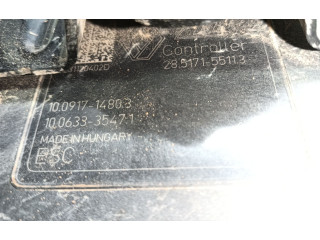 Controller
28.5171-5511.3
10.0917-1480.3
10.0633-3547.1
MADE IN HUNGARY
ESC